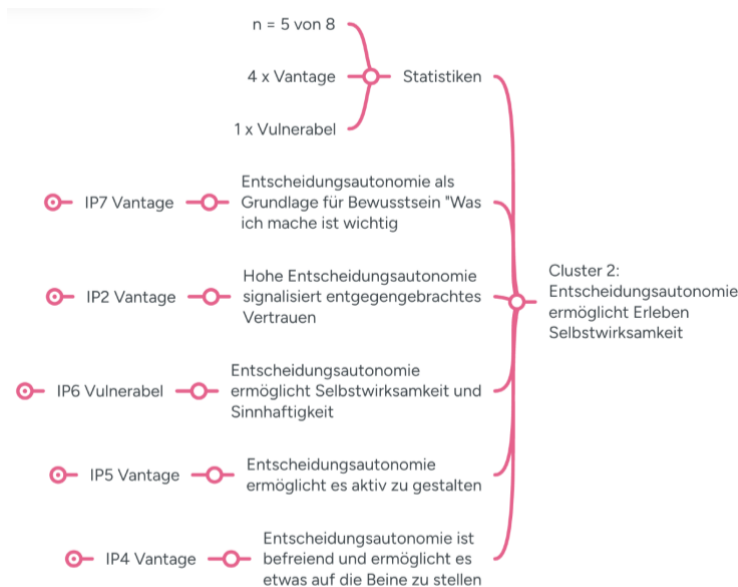 n = 5 von 8
4 x Vantage
Statistiken
1 x Vulnerabel
IP7 Vantage
Entscheidungsautonomie als
Grundlage für Bewusstsein "Was
ich mache ist wichtig
IP2 Vantage
Hohe Entscheidungsautonomie
signalisiert entgegengebrachtes
Vertrauen
Cluster 2:
Entscheidungsautonomie
ermöglicht Erleben
Selbstwirksamkeit
IP6 Vulnerabel
Entscheidungsautonomie
ermöglicht Selbstwirksamkeit und
Sinnhaftigkeit
IP5 Vantage
Entscheidungsautonomie
ermöglicht es aktiv zu gestalten
IP4 Vantage
Entscheidungsautonomie ist
befreiend und ermöglicht es
etwas auf die Beine zu stellen